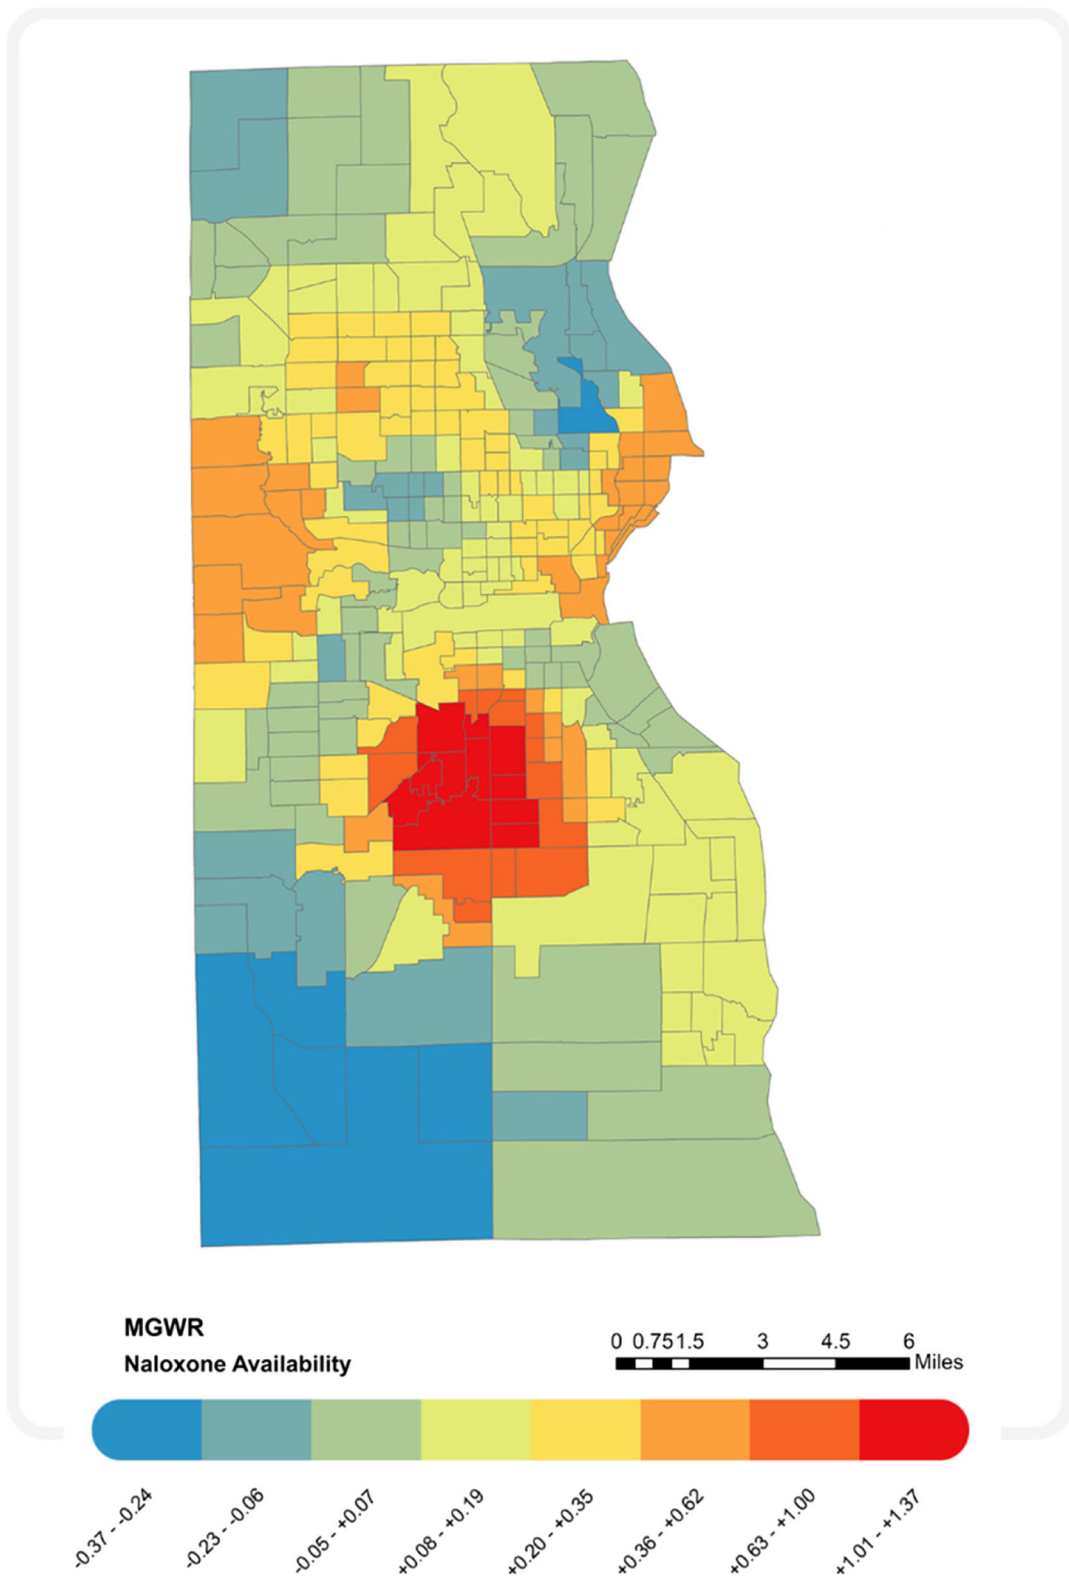 MGWR
Naloxone Availability
0 0.75 1.5 3 4.5 6
Miles
-0.37 - -0.24
-0.23 - -0.06
-0.05 - +0.07
+0.08 - +0.19
+0.20 - +0.35
+0.36 - +0.62
+0.63 - +1.00
+1.01 - +1.37